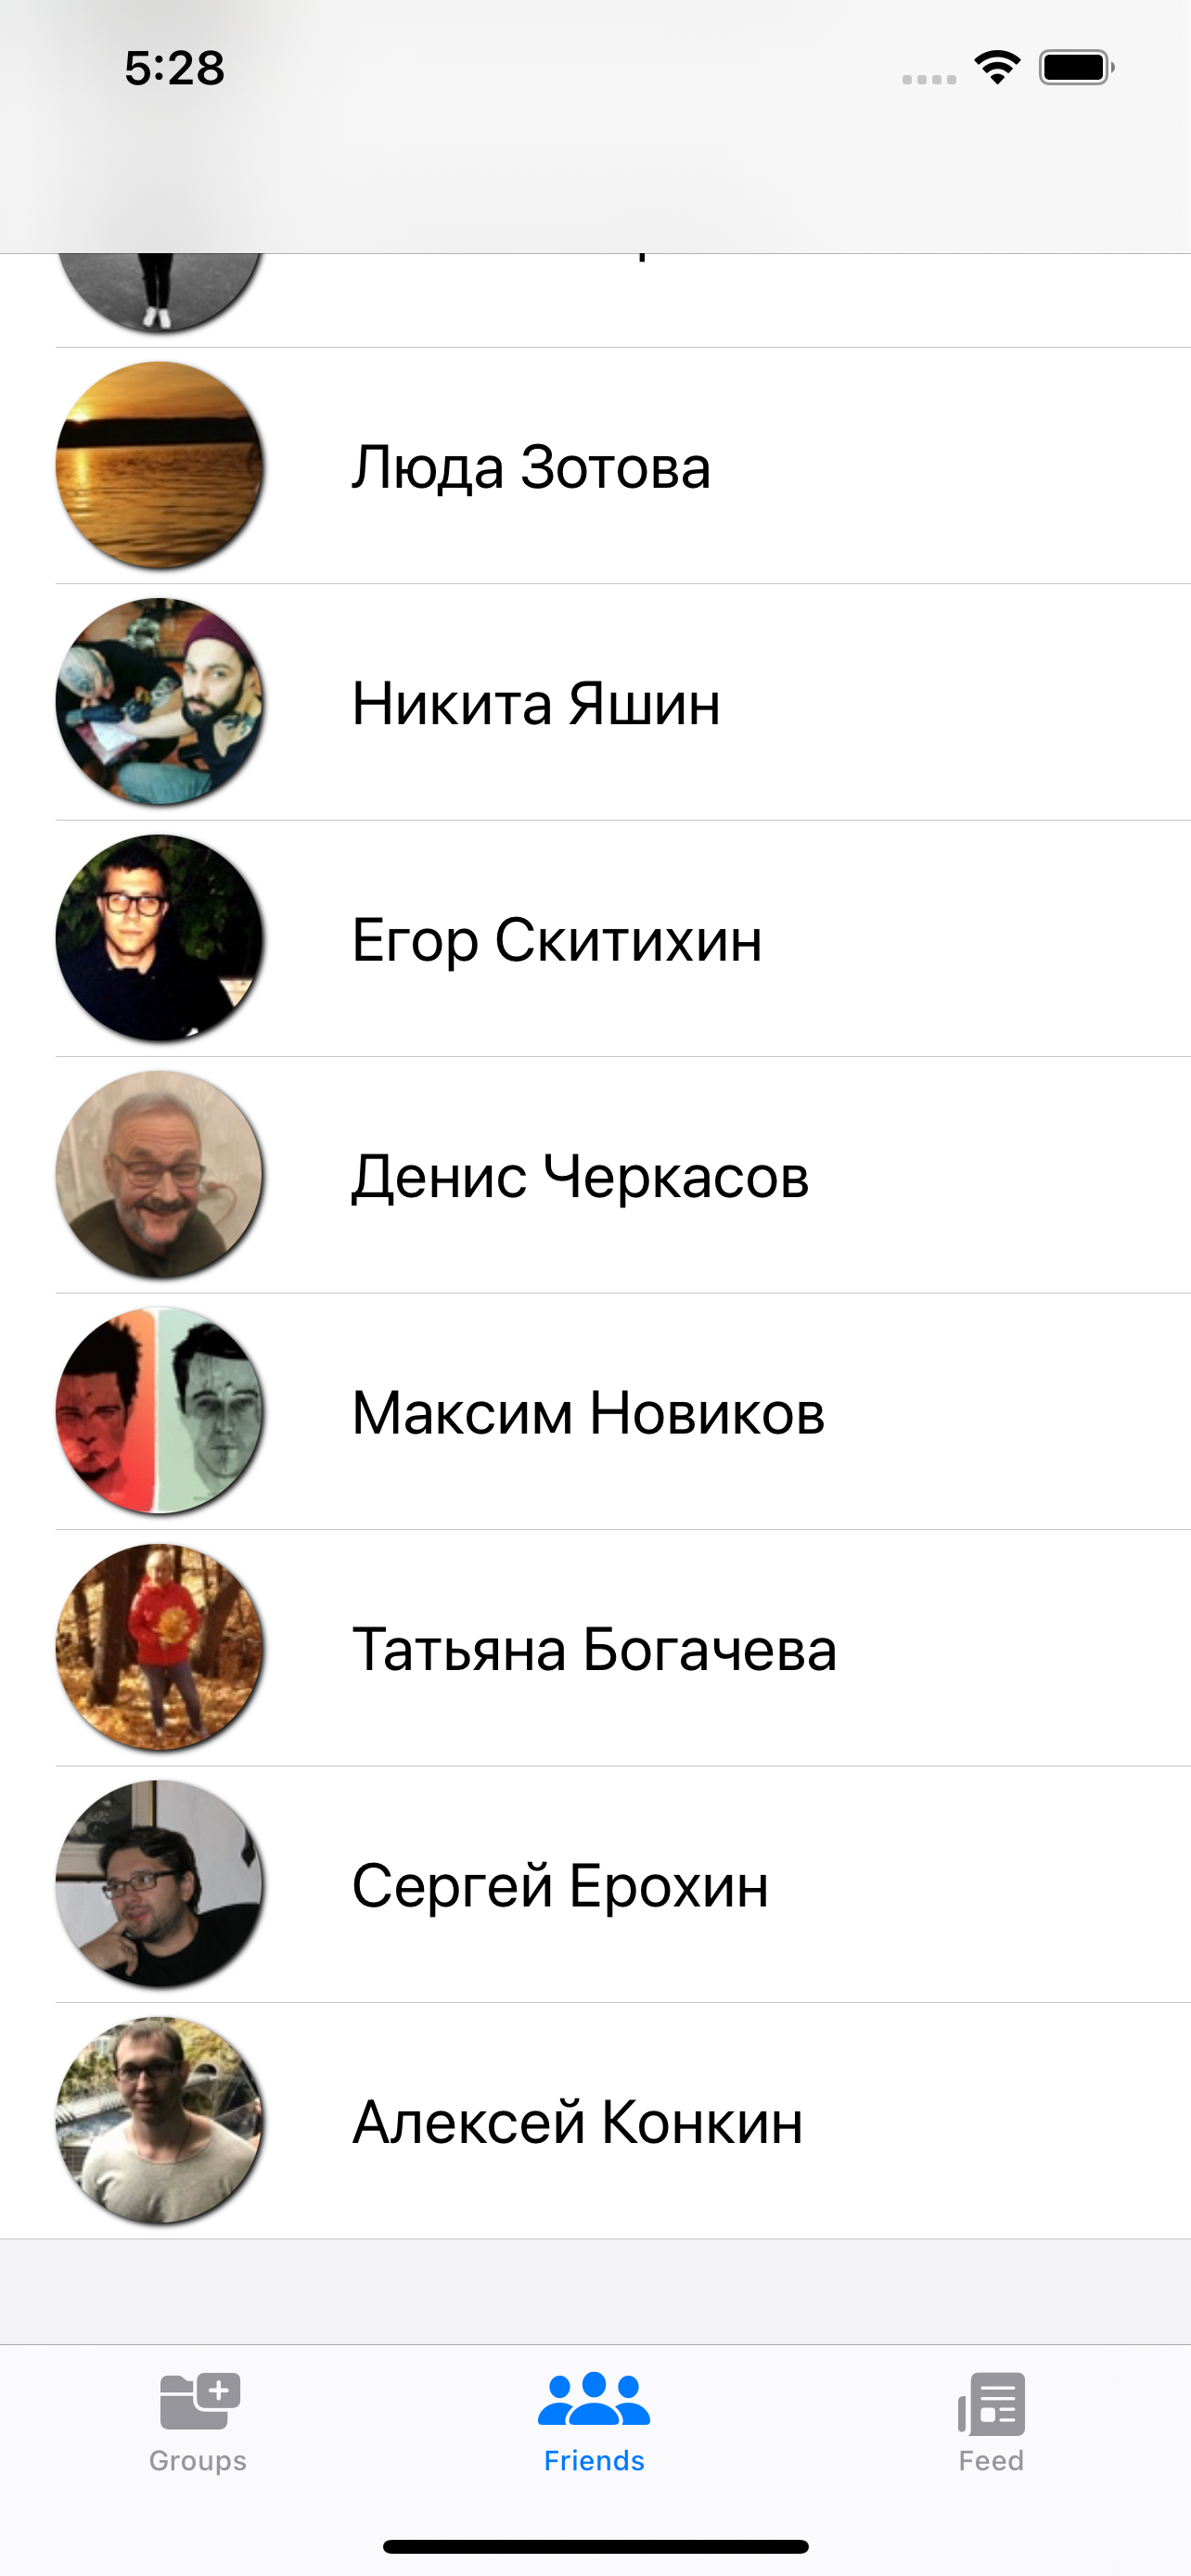 5:28
Люда Зотова
Никита Яшин
Егор Скитихин
Денис Черкасов
Максим Новиков
Татьяна Богачева
Сергей Ерохин
Алексей Конкин
Groups
Friends
Feed